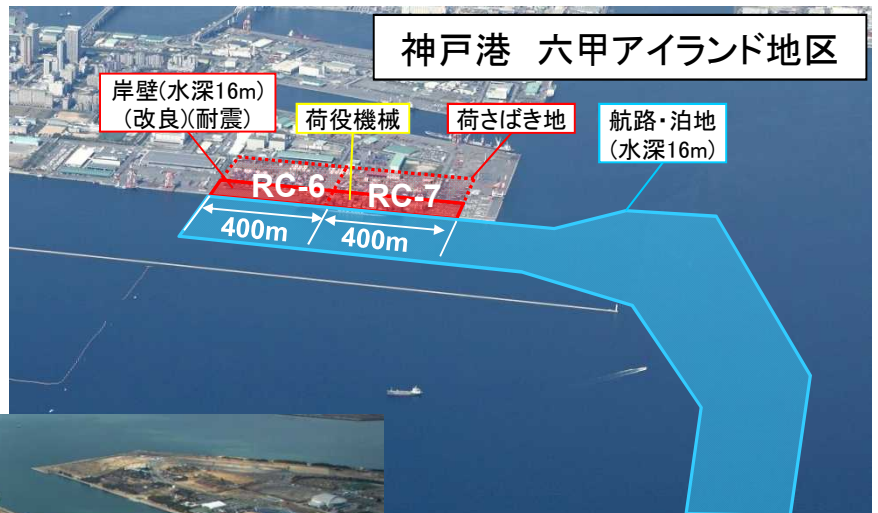 神戸港 六甲アイランド地区
岸壁(水深16m)
(改良)(耐震)
荷役機械
荷さばき地
航路・泊地
(水深16m)
RC-6
RC-7
400m
400m